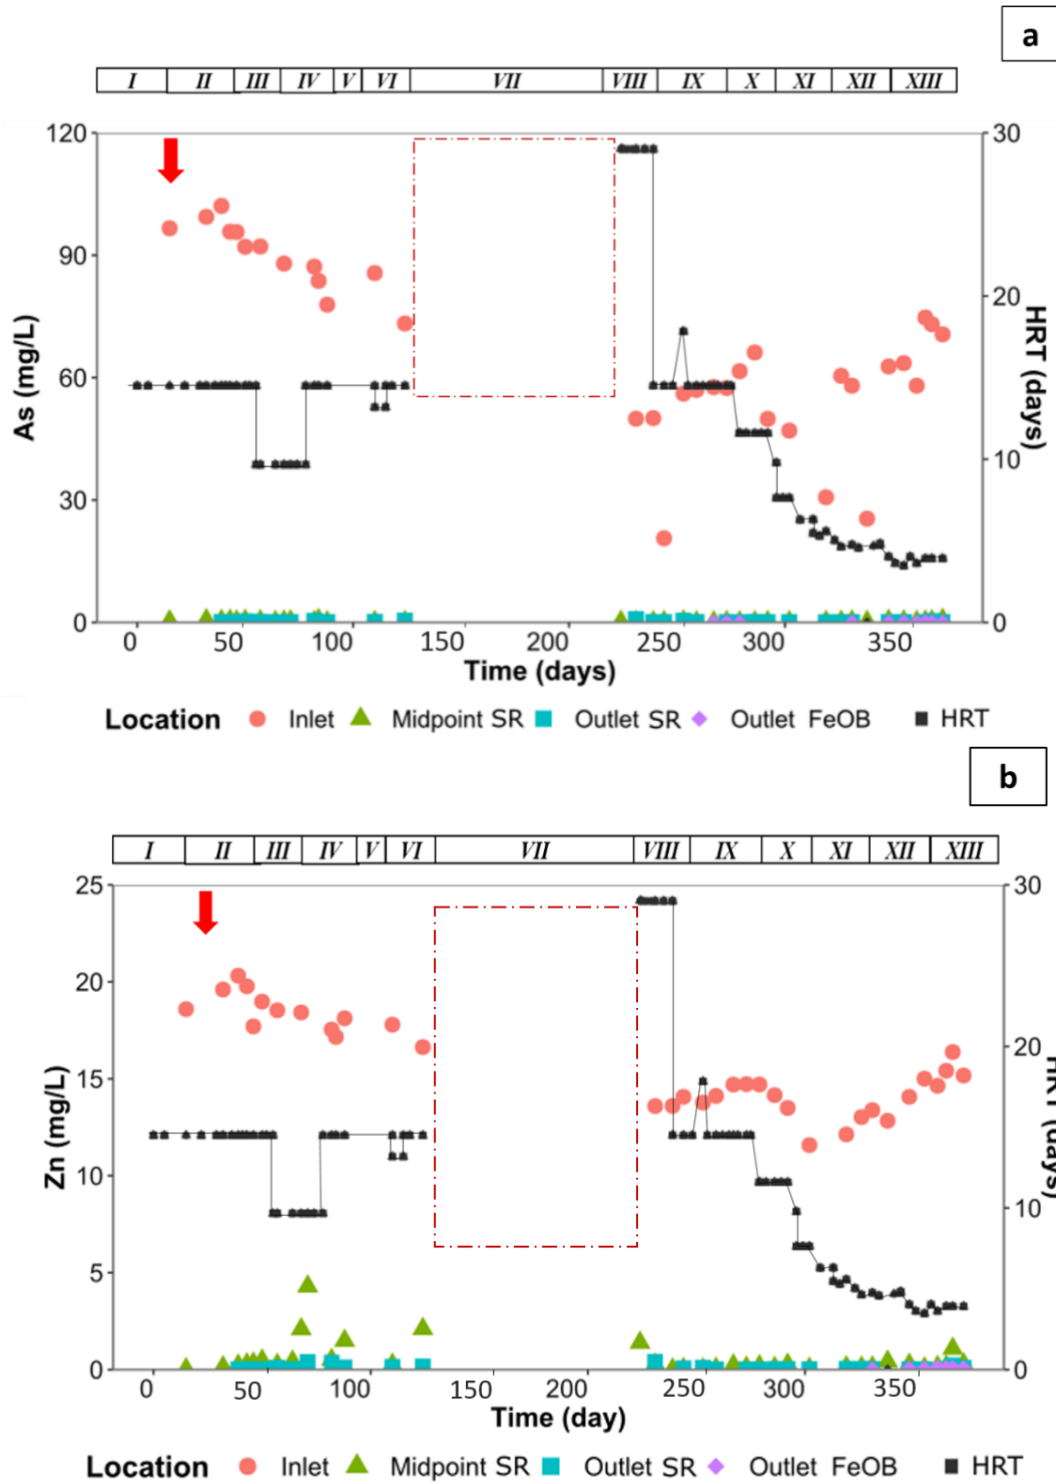 a
I II III IV V VI VII VIII IX X XI XII XIII
120 30
90
20
60
10
30
0 0
As (mg/L)
HRT (days)
0 50 100 150 200 250 300 350
Time (days)
Location Inlet Midpoint SR Outlet SR Outlet FeOB HRT
b
I II III IV V VI VII VIII IX X XI XII XIII
25 30
20
20
15
10
10
5
0 0
Zn (mg/L)
HRT (days)
0 50 100 150 200 250 300 350
Time (day)
Location Inlet Midpoint SR Outlet SR Outlet FeOB HRT